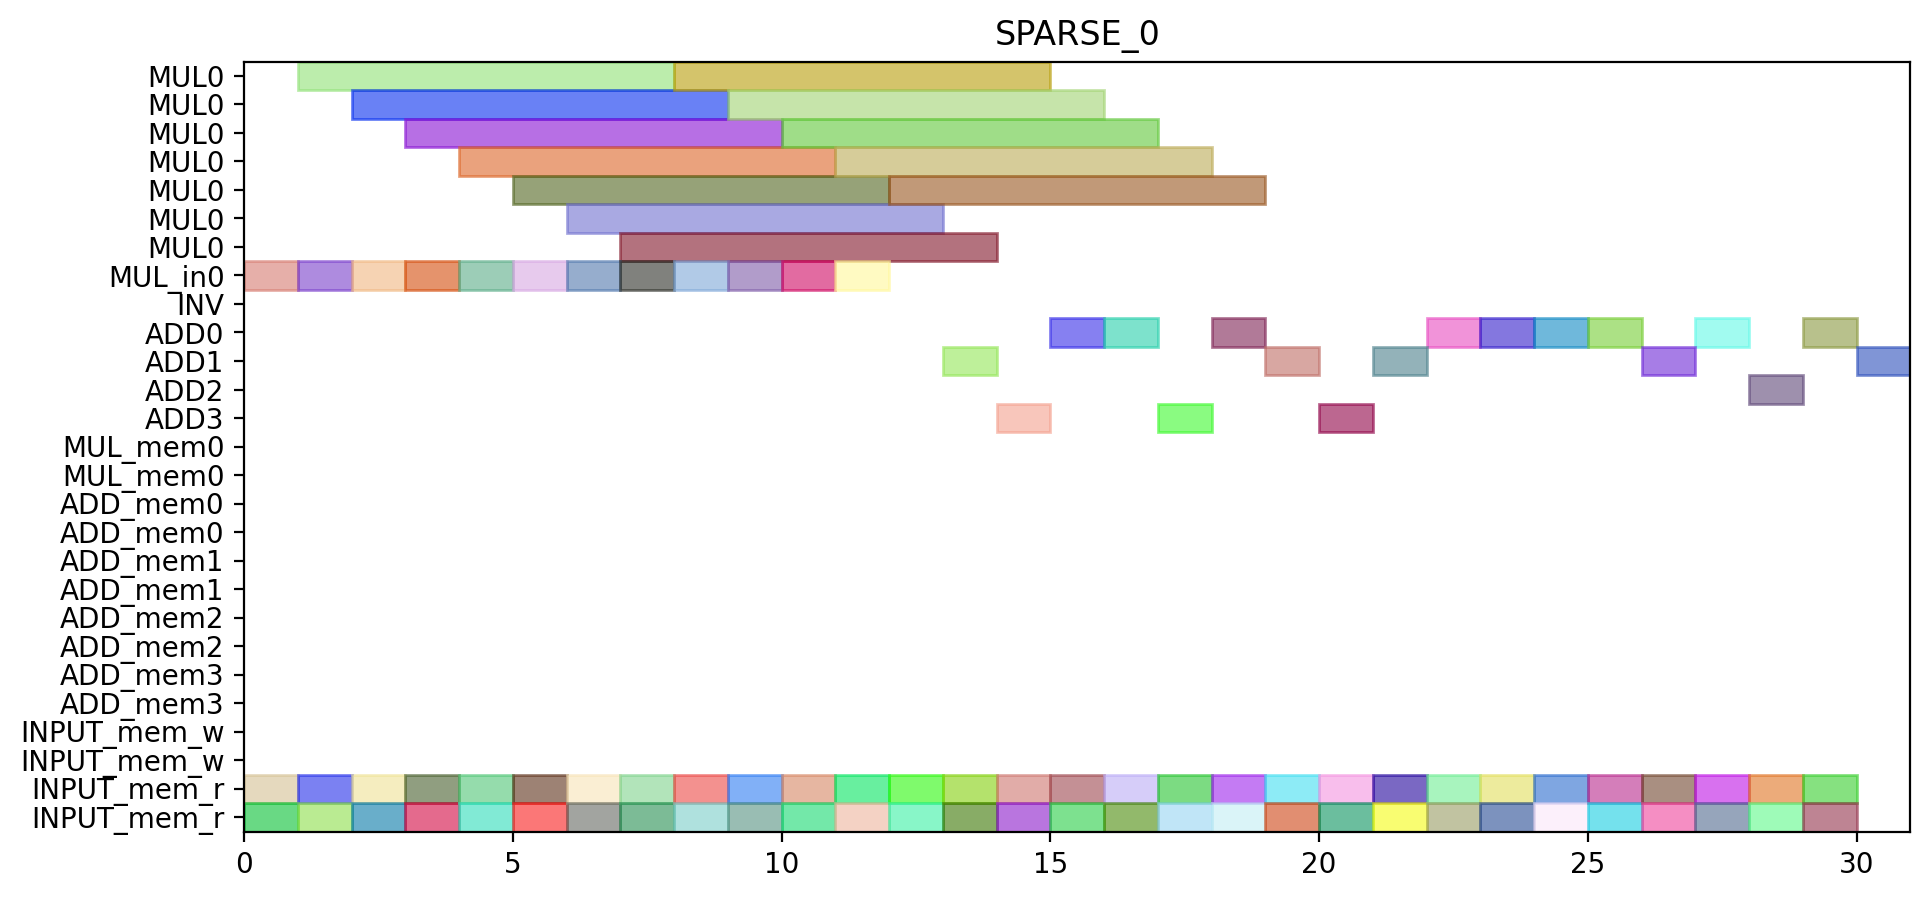 SPARSE_0
MUL0
MUL0
MUL0
MUL0
MUL0
MUL0
MUL0
MUL_in0
INV
ADD0
ADD1
ADD2
ADD3
MUL_mem0
MUL_mem0
ADD_mem0
ADD_mem0
ADD_mem1
ADD_mem1
ADD_mem2
ADD_mem2
ADD_mem3
ADD_mem3
INPUT_mem_w
INPUT_mem_w
INPUT_mem_r
INPUT_mem_r
0 5 10 15 20 25 30